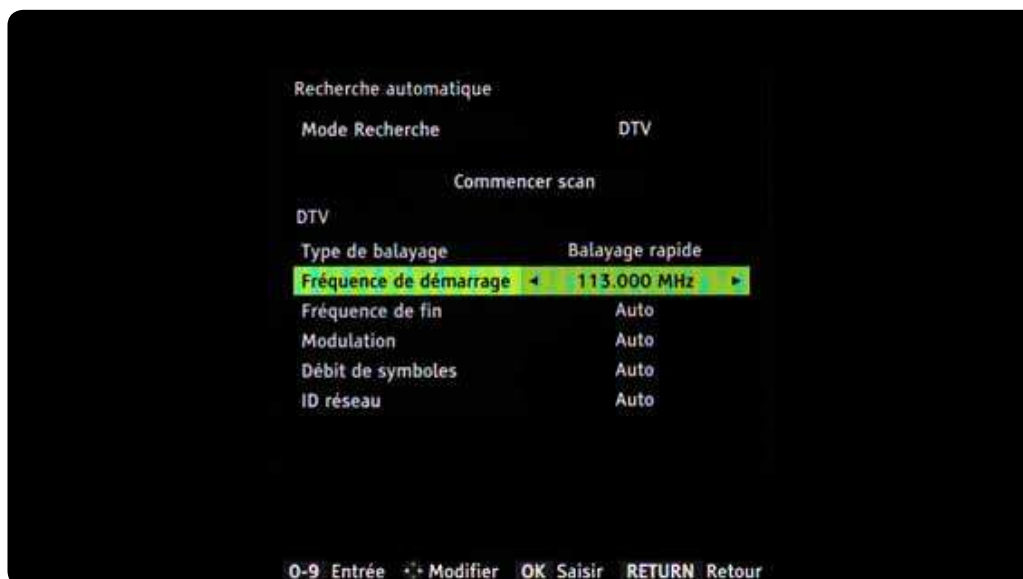 Recherche automatique
Mode Recherche DTV
Commencer scan
DTV
Type de balayage Balayage rapide
Fréquence de démarrage ◄ 113.000 MHz ►
Fréquence de fin Auto
Modulation Auto
Débit de symboles Auto
ID réseau Auto
0-9 Entrée Modifier OK Saisir RETURN Retour